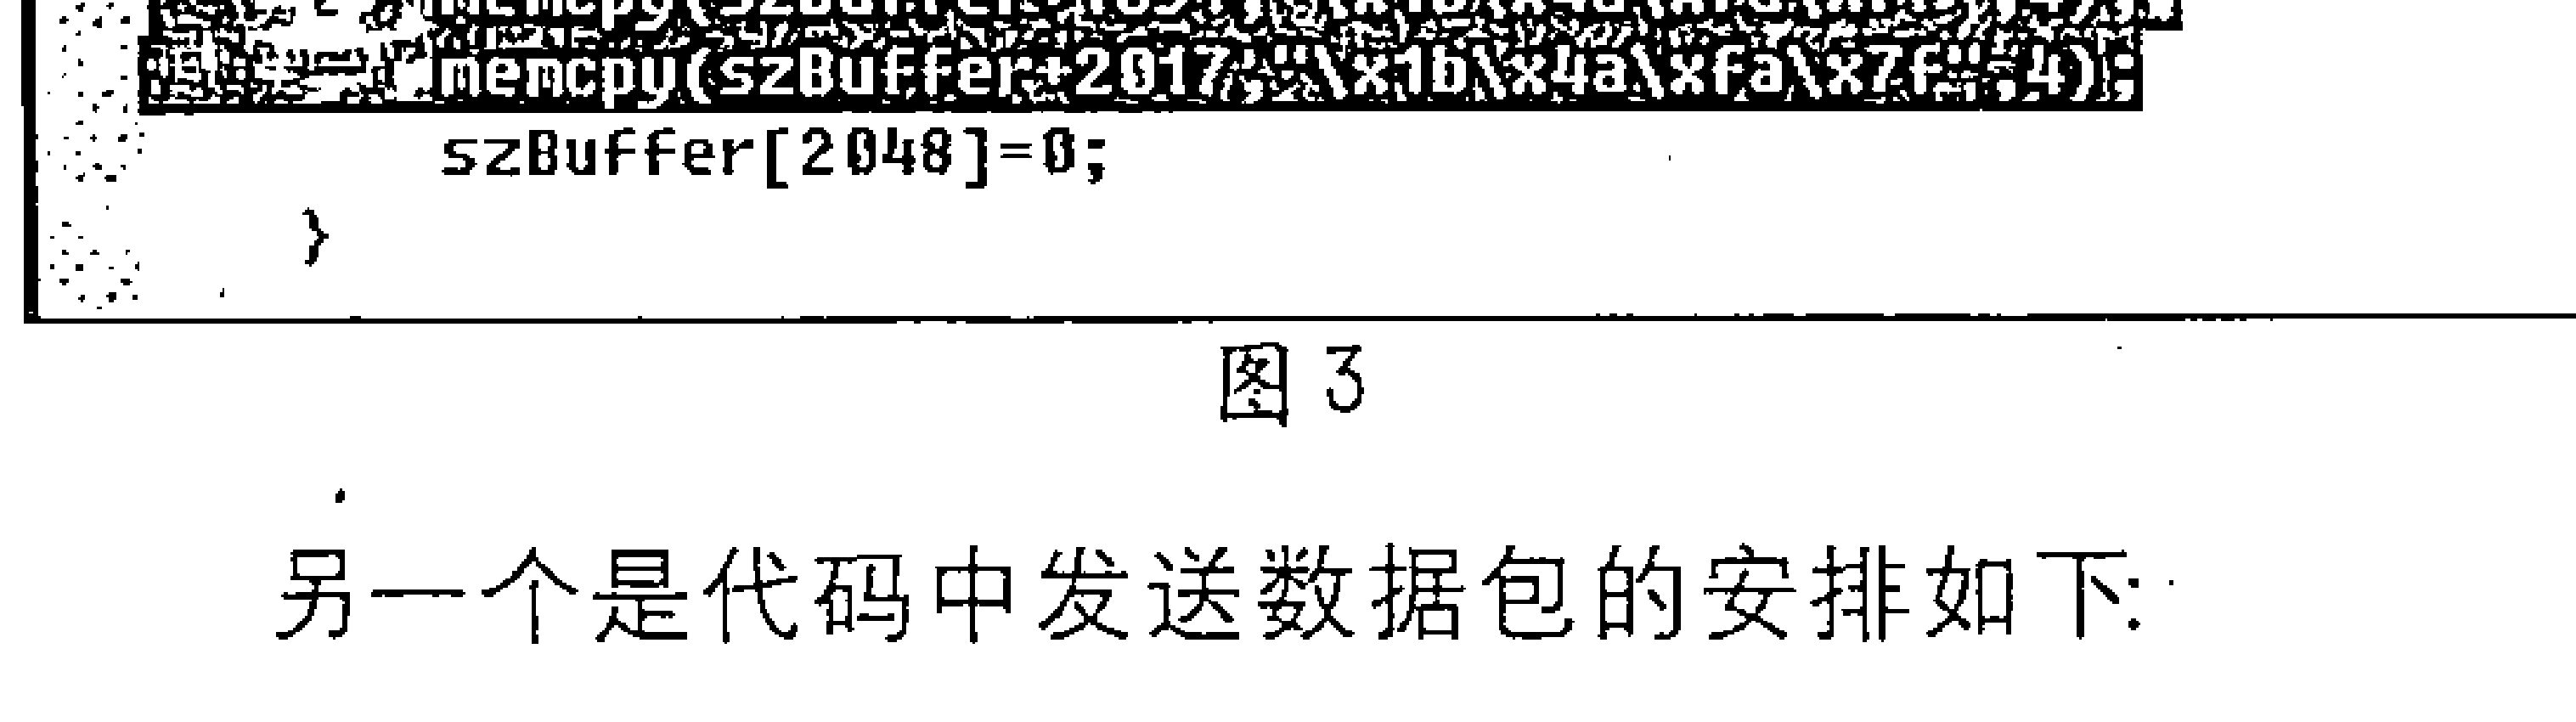 memcpy(szBuffer+2017,"\x1b\x4a\xfa\x7f",4);
szBuffer[2048]=0;
}
图 3
另一个是代码中发送数据包的安排如下: